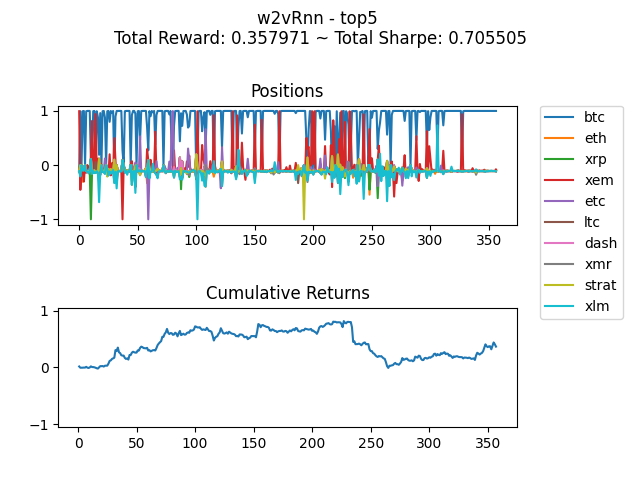 w2vRnn - top5
Total Reward: 0.357971 ~ Total Sharpe: 0.705505
Positions
1
0
−1
0 50 100 150 200 250 300 350
btc
eth
xrp
xem
etc
ltc
dash
xmr
strat
xlm
Cumulative Returns
1
0
−1
0 50 100 150 200 250 300 350